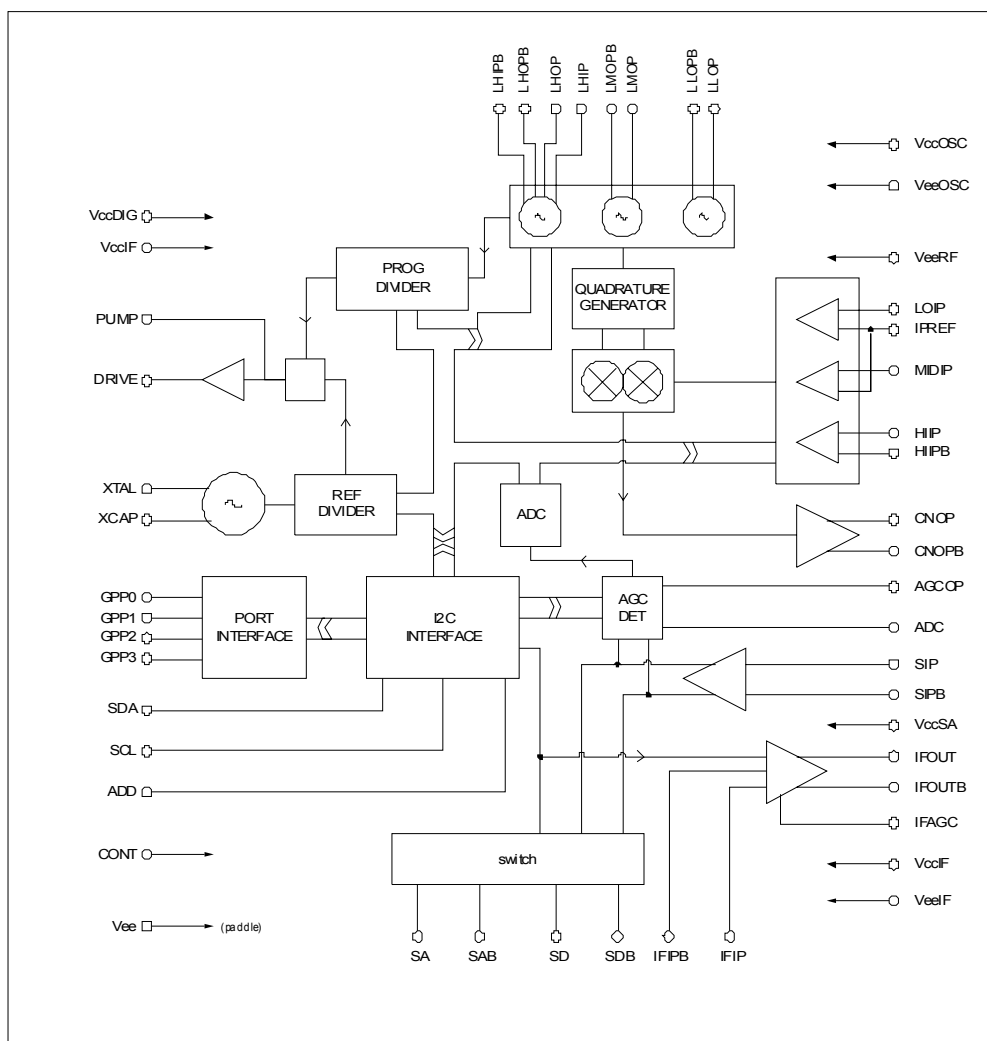 LHIPB
LHOPB
LHOP
LHIP
LMOPB
LMOP
LLOPB
LLOP
VccOSC
VeeOSC
VccDIG
VccIF
VeeRF
PROG
DIVIDER
QUADRATURE
GENERATOR
LOIP
IPREF
PUMP
DRIVE
MIDIP
HIIP
HIIPB
XTAL
XCAP
REF
DIVIDER
ADC
CNOP
CNOPB
GPP0
GPP1
GPP2
GPP3
PORT
INTERFACE
I2C
INTERFACE
AGC
DET
AGCOP
ADC
SIP
SIPB
SDA
SCL
ADD
VccSA
IFOUT
IFOUTB
IFAGC
CONT
switch
VccIF
VeeIF
Vee
(paddle)
SA
SAB
SD
SDB
IFIPB
IFIP